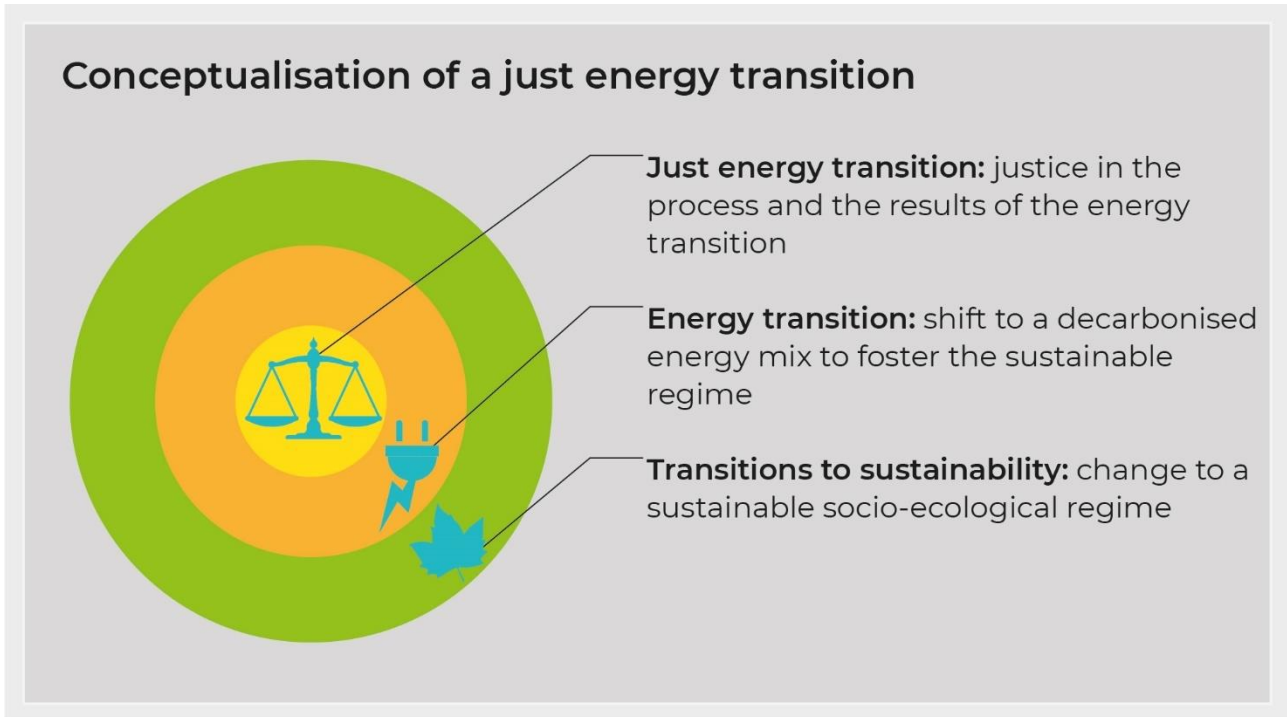 Conceptualisation of a just energy transition
Just energy transition: justice in the
process and the results of the energy
transition
Energy transition: shift to a decarbonised
energy mix to foster the sustainable
regime
Transitions to sustainability: change to a
sustainable socio-ecological regime